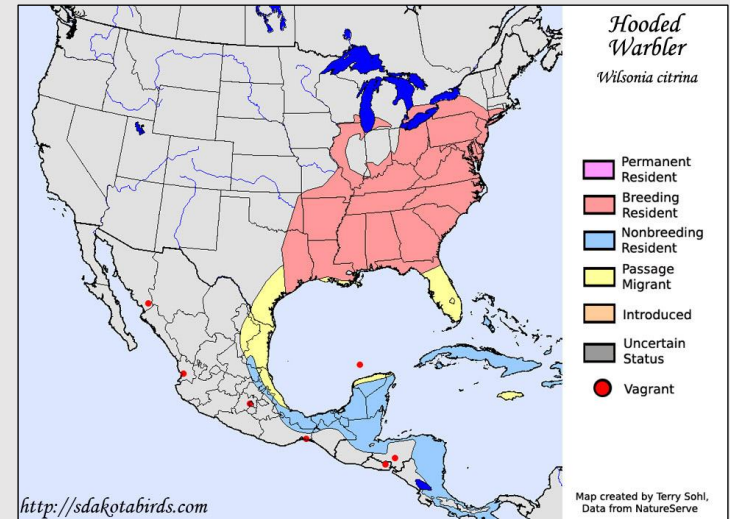 Hooded
Warbler
Wilsonia citrina
Permanent
Resident
Breeding
Resident
Nonbreeding
Resident
Passage
Migrant
Introduced
Uncertain
Status
Vagrant
http://sdakotabirds.com
Map created by Terry Sohl,
Data from NatureServe